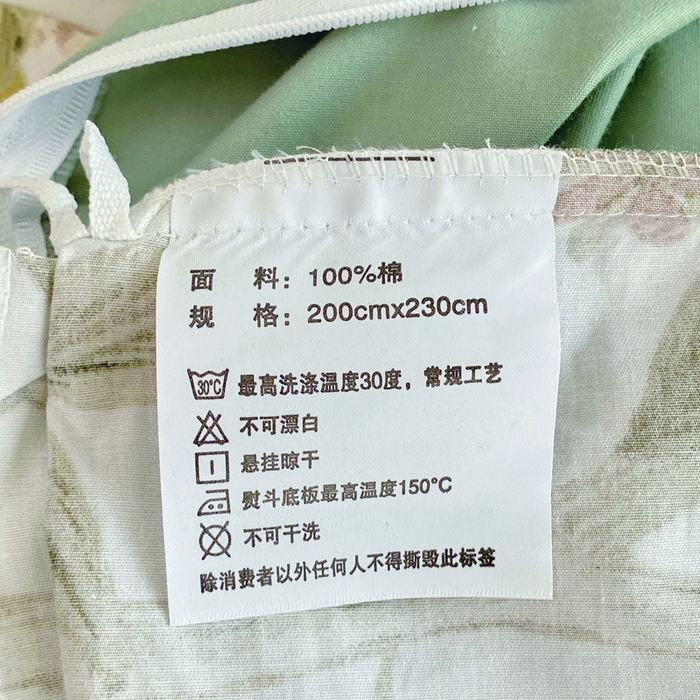 面 料：100%棉
规 格：200cmx230cm
30℃ 最高洗涤温度30度，常规工艺
不可漂白
悬挂晾干
熨斗底板最高温度150℃
不可干洗
除消费者以外任何人不得撕毁此标签